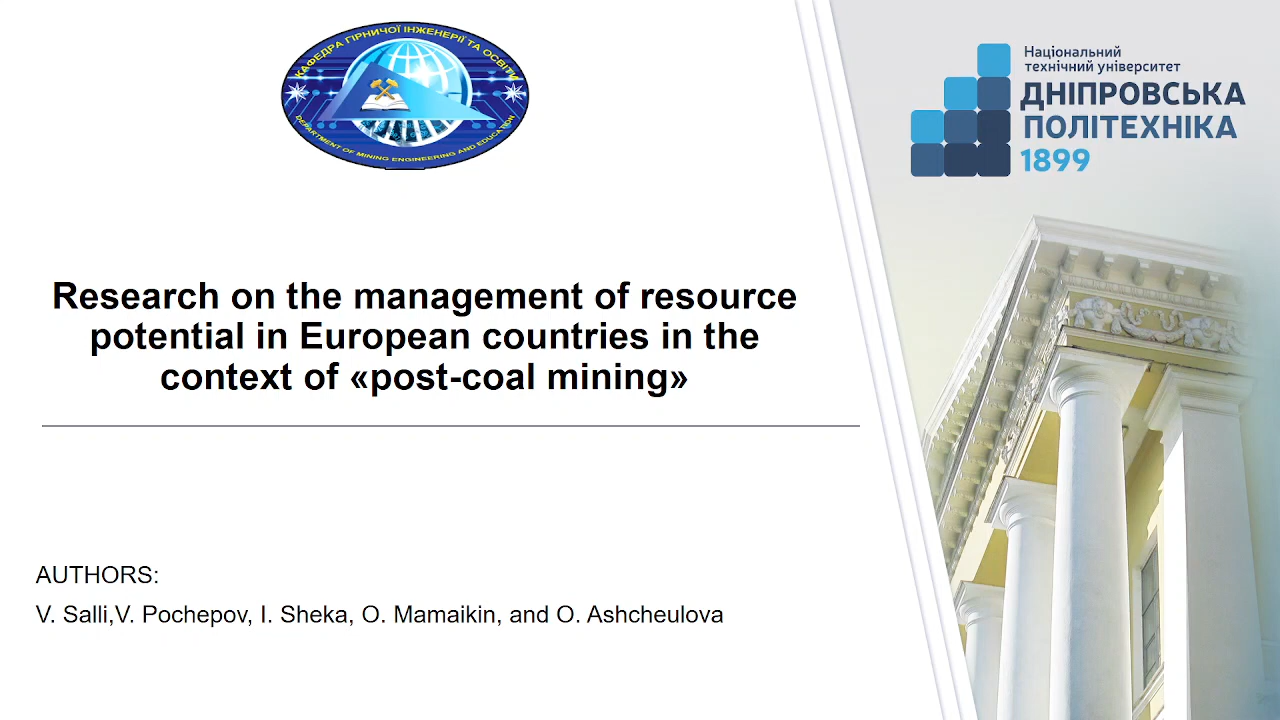 КАФЕДРА ГІРНИЧОЇ ІНЖЕНЕРІЇ ТА ОСВІТИ
DEPARTMENT OF MINING ENGINEERING AND EDUCATION
Національний
технічний університет
ДНІПРОВСЬКА
ПОЛІТЕХНІКА
1899
Research on the management of resource
potential in European countries in the
context of «post-coal mining»
AUTHORS:
V. Salli,V. Pochepov, I. Sheka, O. Mamaikin, and O. Ashcheulova